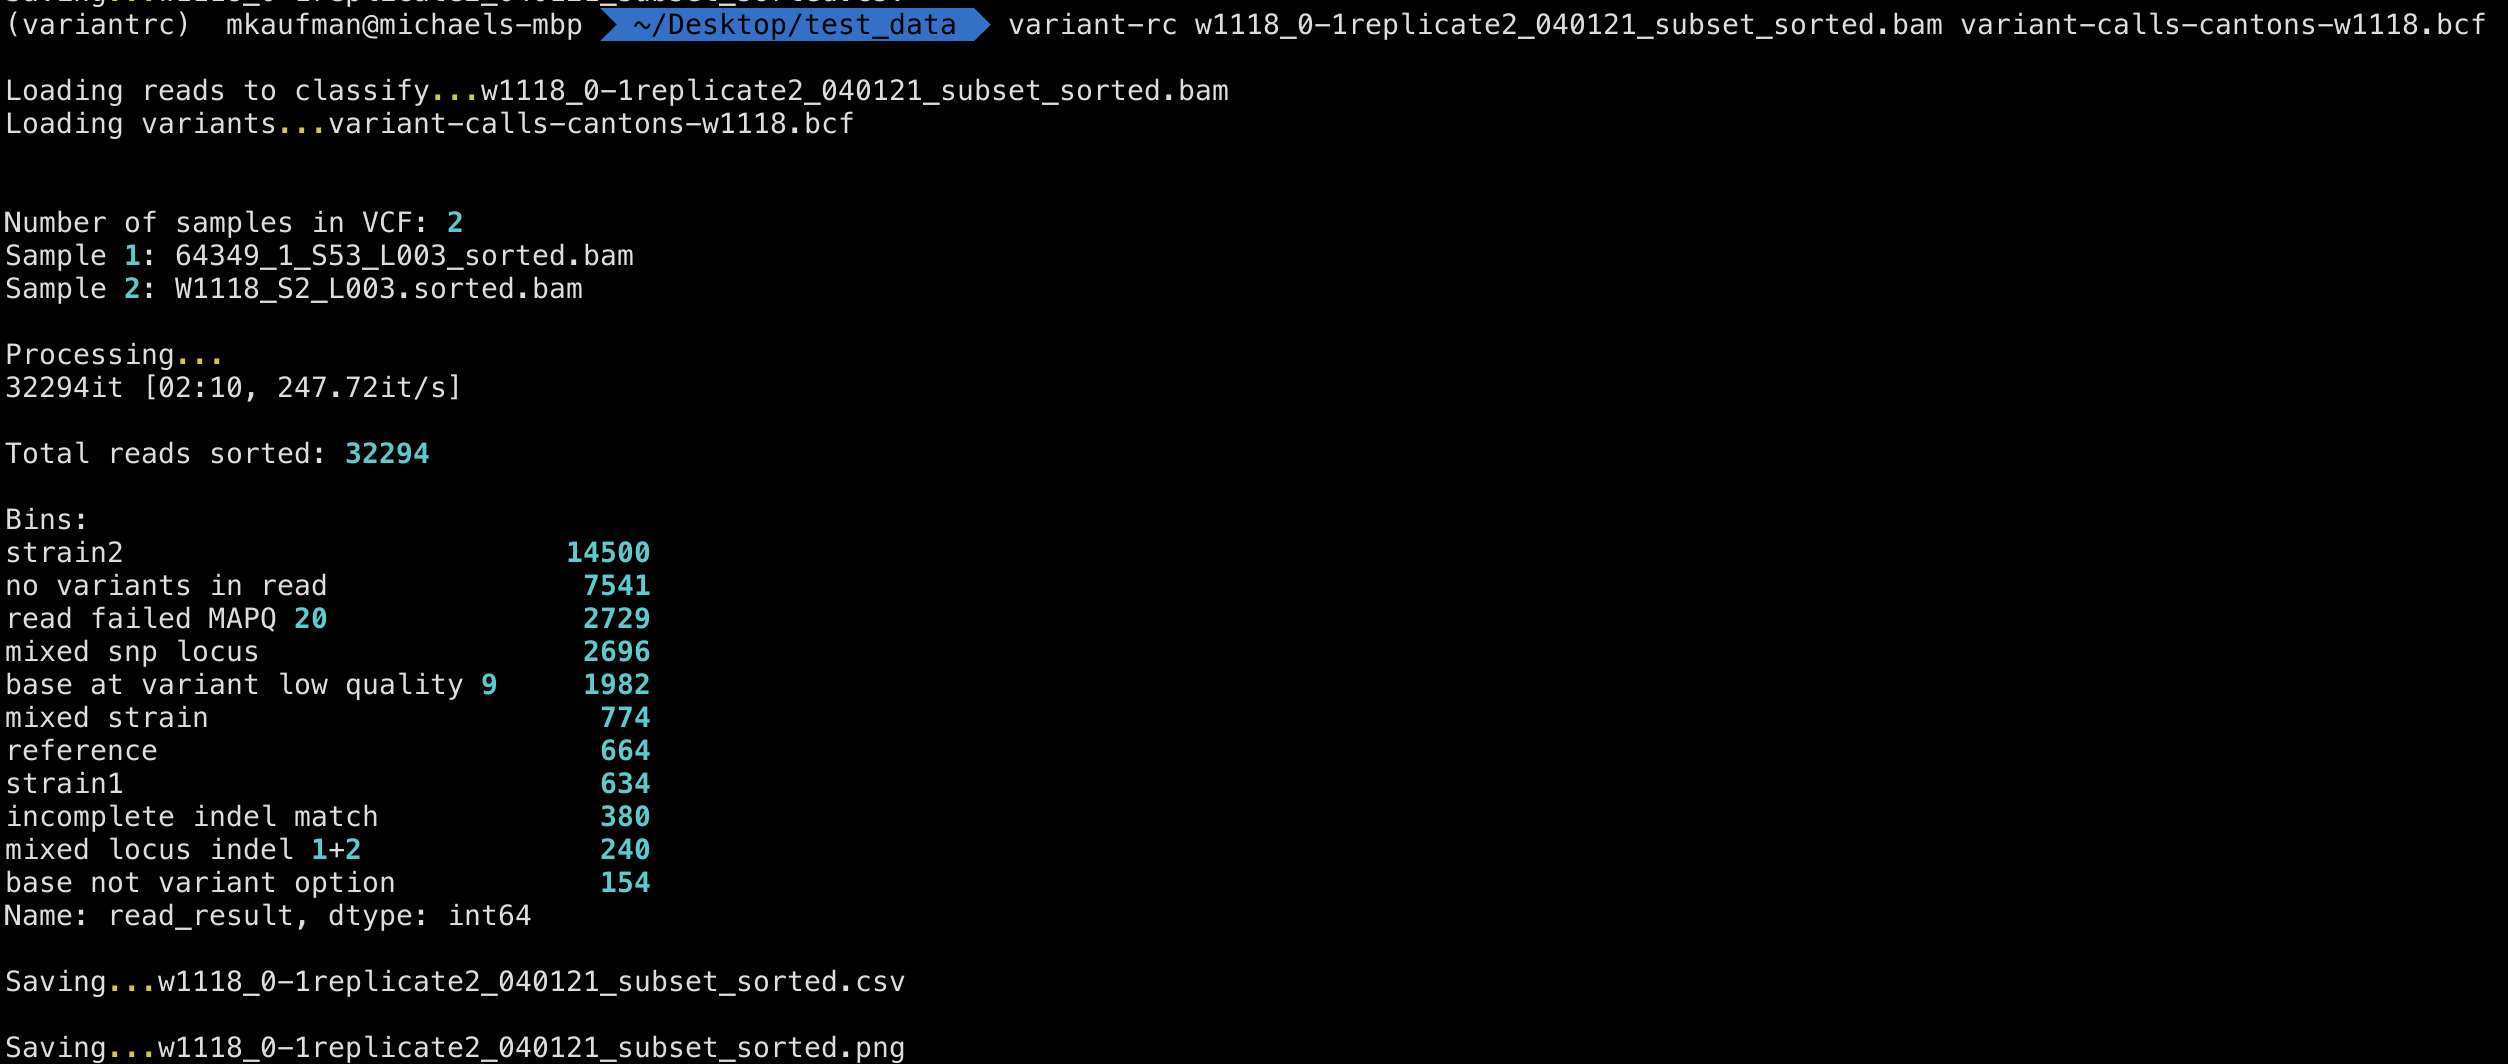 (variantrc) mkaufman@michaels-mbp ~/Desktop/test_data variant-rc w1118_0-1replicate2_040121_subset_sorted.bam variant-calls-cantons-w1118.bcf
Loading reads to classify...w1118_0-1replicate2_040121_subset_sorted.bam
Loading variants...variant-calls-cantons-w1118.bcf
Number of samples in VCF: 2
Sample 1: 64349_1_S53_L003_sorted.bam
Sample 2: W1118_S2_L003.sorted.bam
Processing...
32294it [02:10, 247.72it/s]
Total reads sorted: 32294
Bins:
strain2 14500
no variants in read 7541
read failed MAPQ 20 2729
mixed snp locus 2696
base at variant low quality 9 1982
mixed strain 774
reference 664
strain1 634
incomplete indel match 380
mixed locus indel 1+2 240
base not variant option 154
Name: read_result, dtype: int64
Saving...w1118_0-1replicate2_040121_subset_sorted.csv
Saving...w1118_0-1replicate2_040121_subset_sorted.png